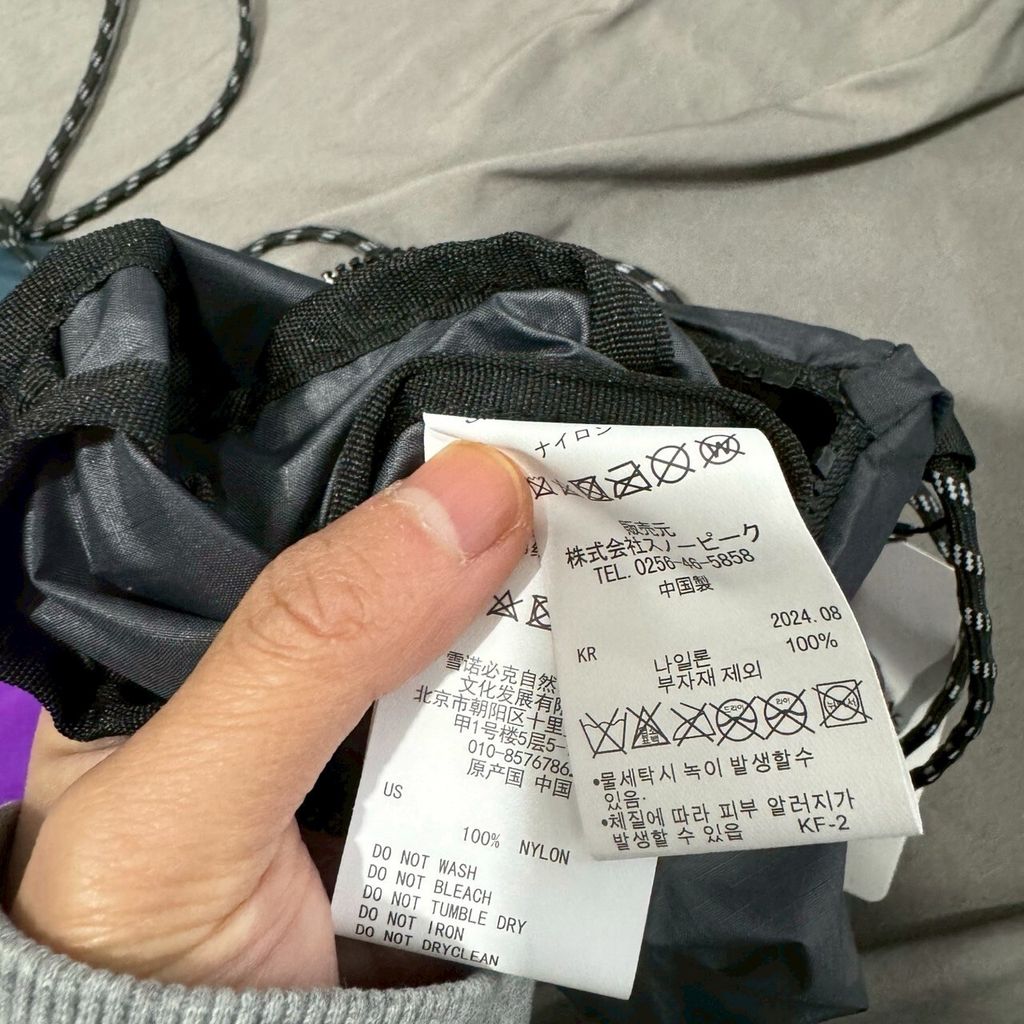 ナイロン
販売元
株式会社スノーピーク
TEL. 0256-46-5858
中国製
2024.08
KR
100%
나일론
부자재 제외
드라이
•물세탁시 녹이 발생할수
있음.
•체질에 따라 피부 알러지가
발생할 수 있음
KF-2
雪诺必克自然
文化发展有
北京市朝阳区十里
甲1号楼5层5-
010-8576786
原产国 中国
US
100% NYLON
DO NOT WASH
DO NOT BLEACH
DO NOT TUMBLE DRY
DO NOT IRON
DO NOT DRYCLEAN